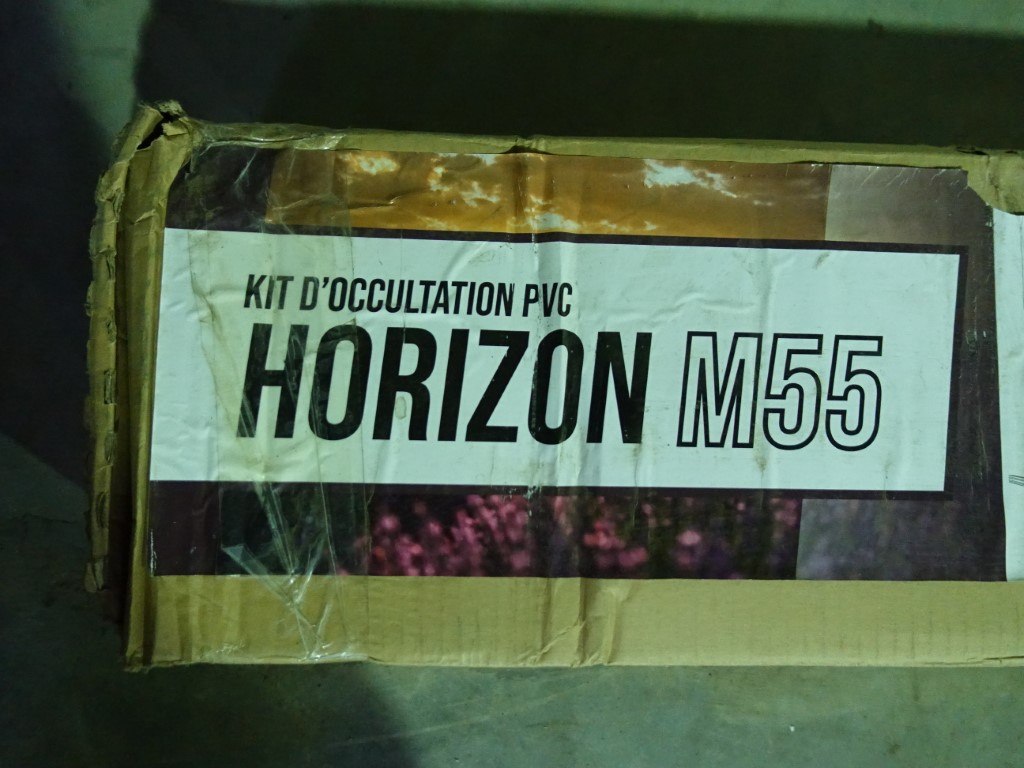 KIT D'OCCULTATION PVC
HORIZON M55